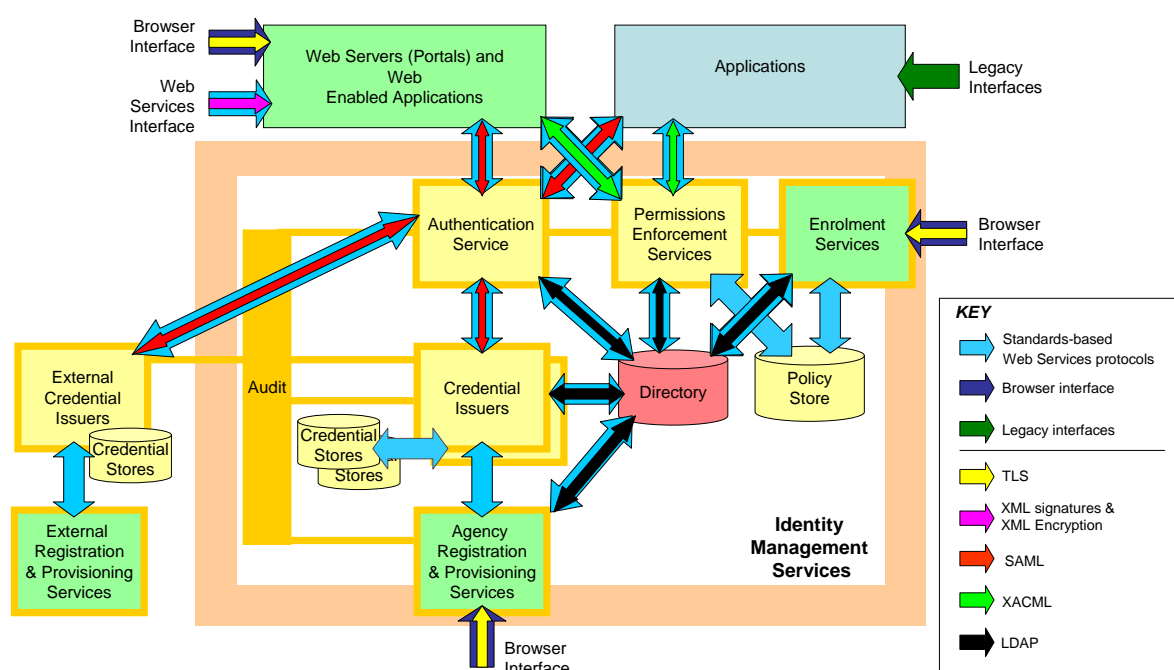 Browser
Interface
Web Servers (Portals) and
Web
Enabled Applications
Web
Services
Interface
Applications
Legacy
Interfaces
Authentication
Service
Permissions
Enforcement
Services
Enrolment
Services
Browser
Interface
External
Credential
Issuers
Credential
Stores
Audit
Credential
Issuers
Credential
Stores
Stores
Directory
Policy
Store
External
Registration
& Provisioning
Services
Agency
Registration
& Provisioning
Services
Identity
Management
Services
Browser
Interface
KEY
Standards-based
Web Services protocols
Browser interface
Legacy interfaces
TLS
XML signatures &
XML Encryption
SAML
XACML
LDAP